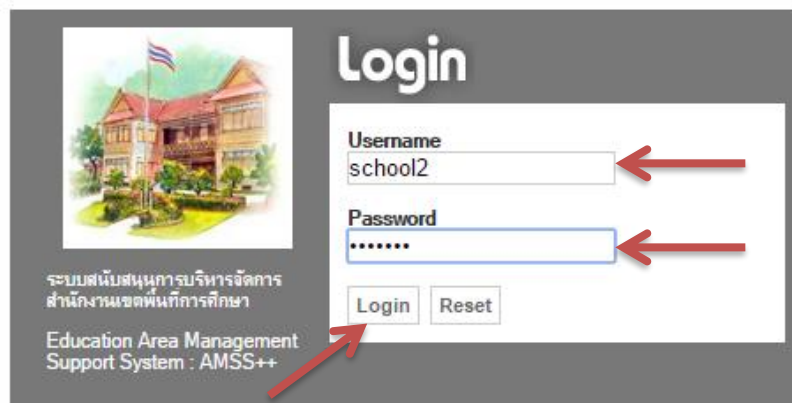 Login
Username
school2
Password
•••••••
Login Reset
ระบบสนับสนุนการบริหารจัดการ
สำนักงานเขตพื้นที่การศึกษา
Education Area Management
Support System : AMSS++